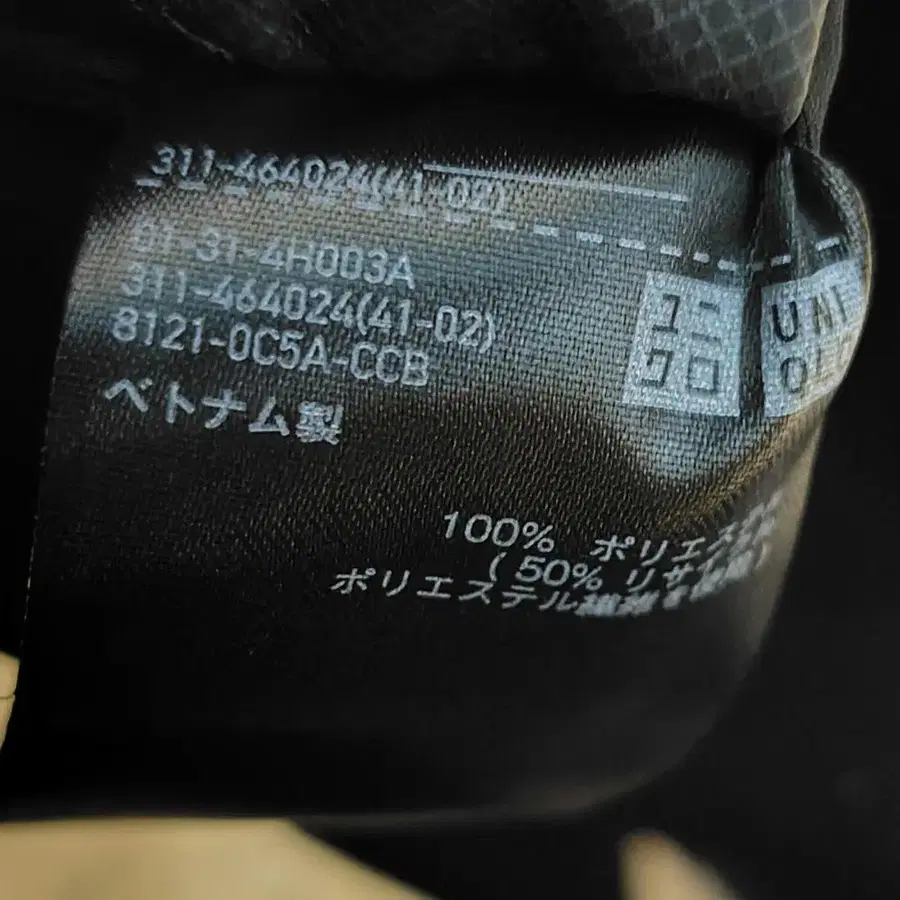 311-464024(41-02)
01-31-4H003A
311-464024(41-02)
8121-0C5A-CCB
ベトナム製
ユニ
クロ
UNI
100% ポリエステル
( 50% リサイクル
ポリエステル繊維を使用)